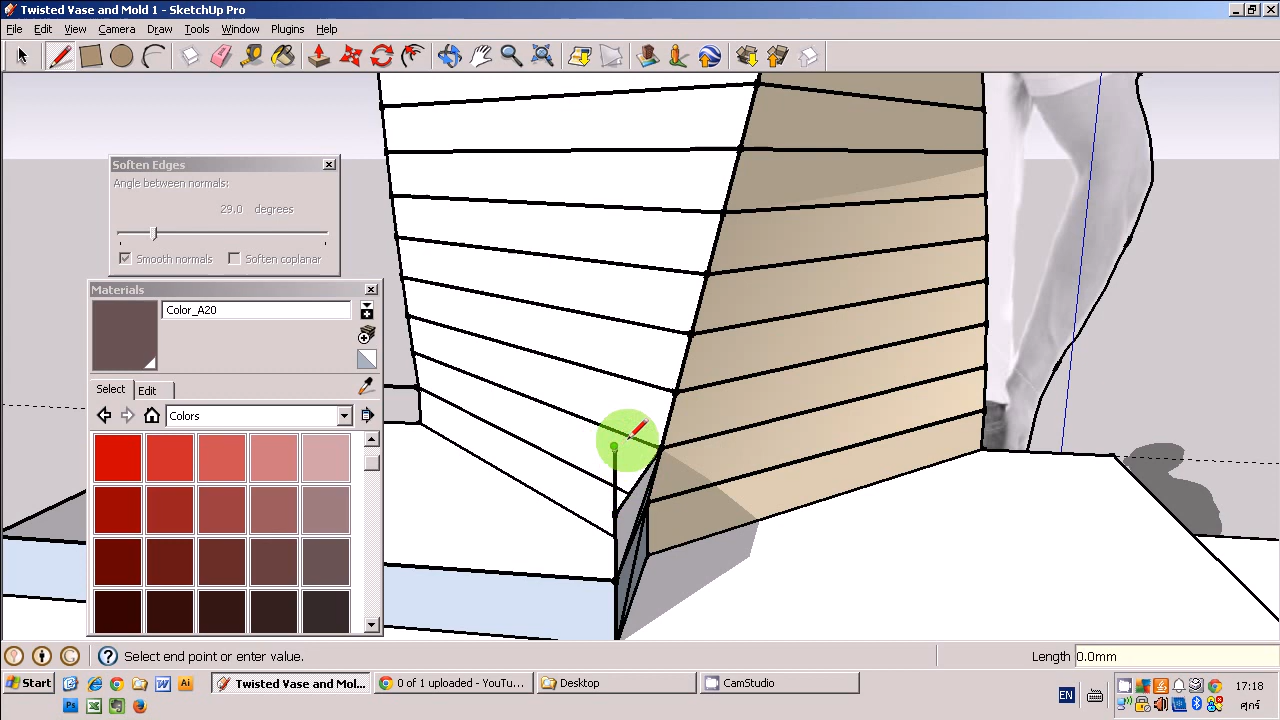 Twisted Vase and Mold 1 - SketchUp Pro
File Edit View Camera Draw Tools Window Plugins Help
Soften Edges
Angle between normals:
29.0 degrees
Smooth normals Soften coplanar
Materials
Color_A20
Select Edit
Colors
Select end point or enter value.
Length 0.0mm
Start Twisted Vase and Mol... 0 of 1 uploaded - YouTu... Desktop CamStudio EN 17:18
ศุกร์